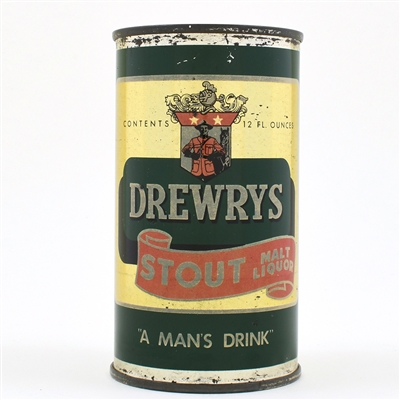 CONTENTS 12 FL. OUNCES
DREWRYS
STOUT MALT LIQUOR
"A MAN'S DRINK"